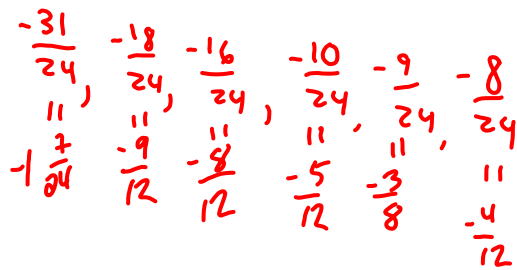 -31/24, -18/24, -16/24, -10/24, -9/24, -8/24
= = = = = =
-1 7/24 -9/12 -8/12 -5/12 -3/8 -4/12